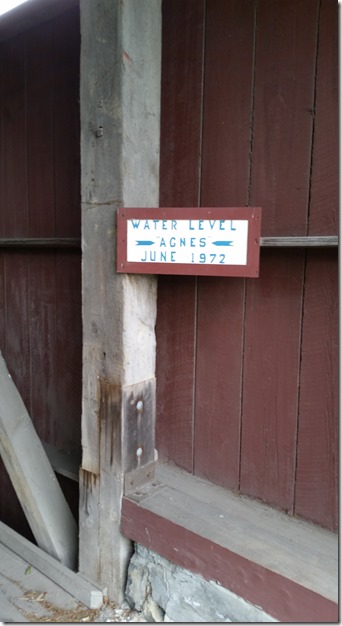 WATER LEVEL
"AGNES"
JUNE 1972